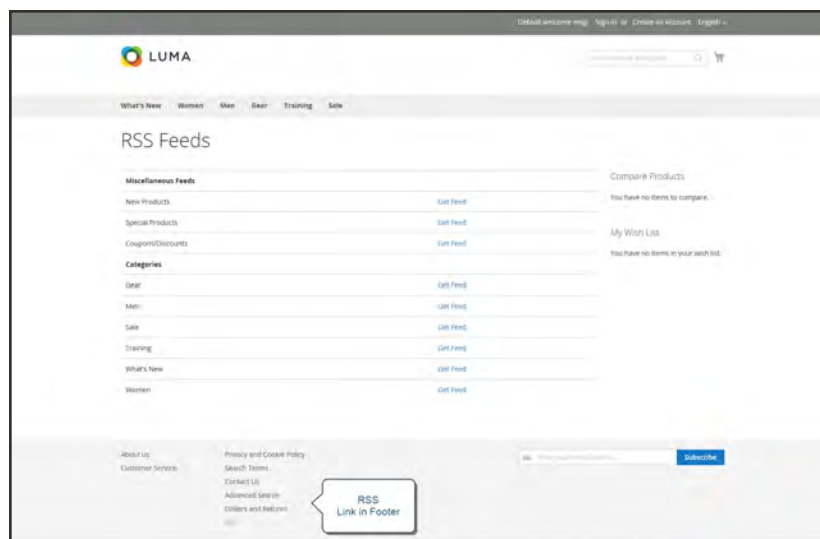 Default welcome msg! Sign In or Create an Account English
LUMA
What's New Women Men Gear Training Sale
RSS Feeds
Miscellaneous Feeds
New Products Get Feed
Special Products Get Feed
Coupons/Discounts Get Feed
Categories
Gear Get Feed
Men Get Feed
Sale Get Feed
Training Get Feed
What's New Get Feed
Women Get Feed
Compare Products
You have no items to compare.
My Wish List
You have no items in your wish list.
About us
Customer Service
Privacy and Cookie Policy
Search Terms
Contact Us
Advanced Search
Orders and Returns
RSS
Link in Footer
Subscribe